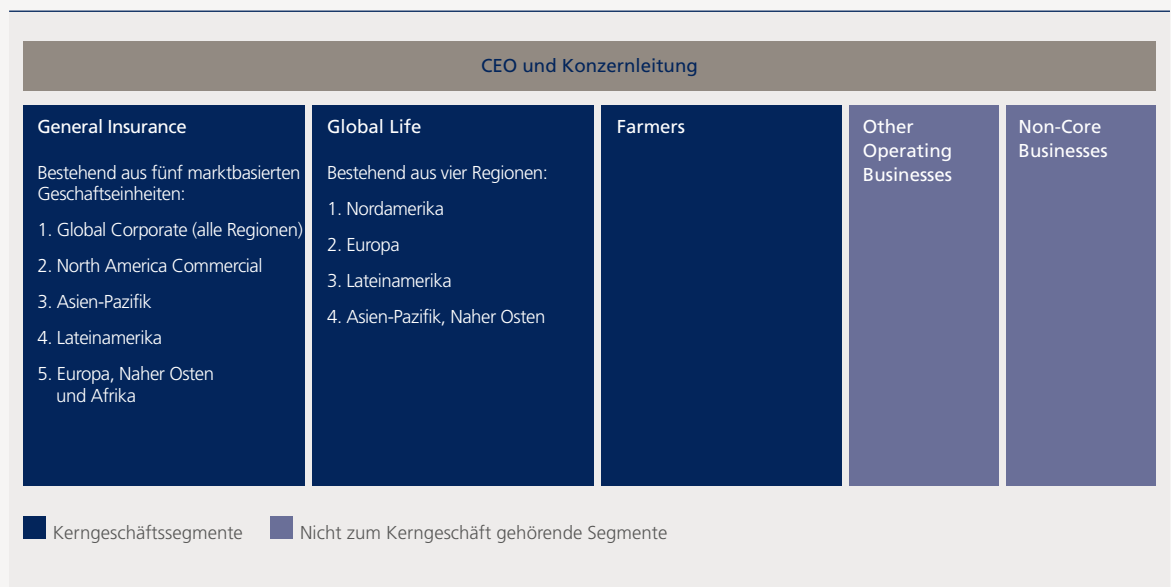 CEO und Konzernleitung
General Insurance
Bestehend aus fünf marktbasierten
Geschaftseinheiten:
1. Global Corporate (alle Regionen)
2. North America Commercial
3. Asien-Pazifik
4. Lateinamerika
5. Europa, Naher Osten
und Afrika
Global Life
Bestehend aus vier Regionen:
1. Nordamerika
2. Europa
3. Lateinamerika
4. Asien-Pazifik, Naher Osten
Farmers
Other
Operating
Businesses
Non-Core
Businesses
Kerngeschäftssegmente
Nicht zum Kerngeschäft gehörende Segmente